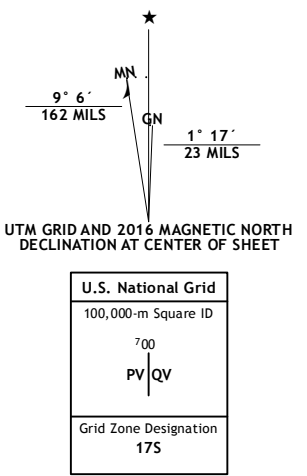 ★
MN
GN
9° 6´
162 MILS
1° 17´
23 MILS
UTM GRID AND 2016 MAGNETIC NORTH
DECLINATION AT CENTER OF SHEET
U.S. National Grid
100,000-m Square ID
⁷00
PV QV
Grid Zone Designation
17S